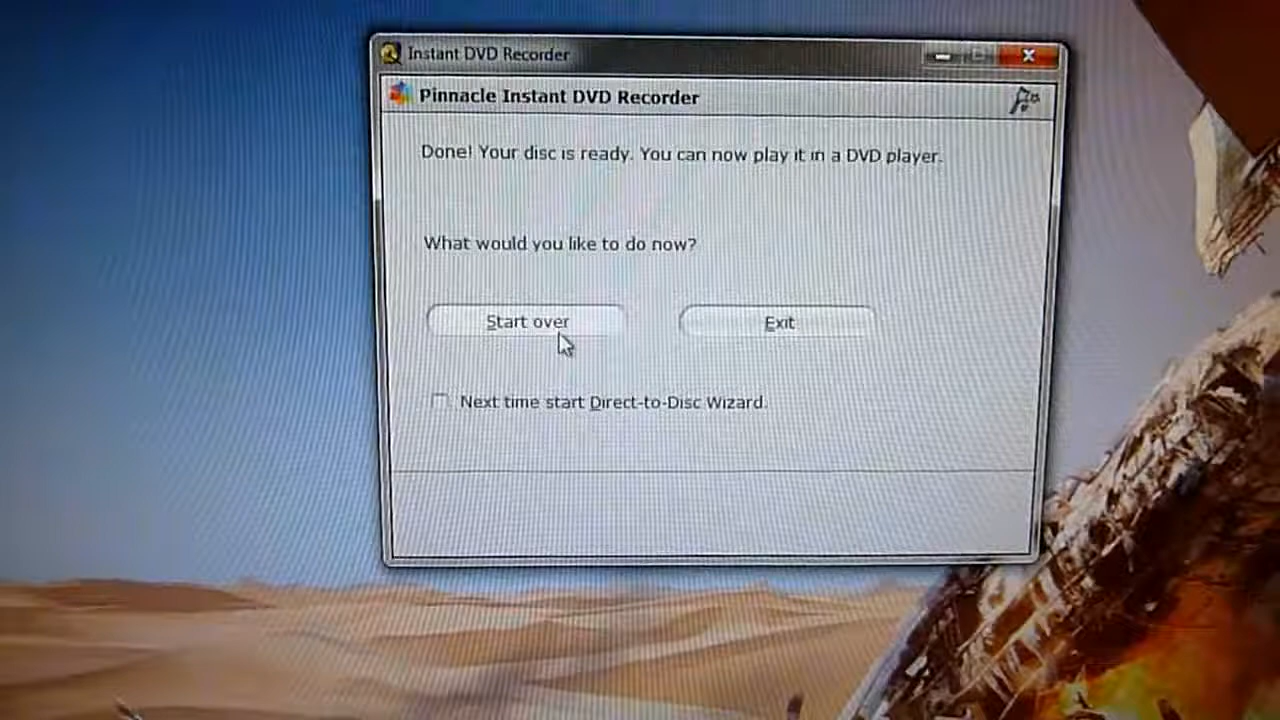 Instant DVD Recorder
Pinnacle Instant DVD Recorder
Done! Your disc is ready. You can now play it in a DVD player.
What would you like to do now?
Start over
Exit
Next time start Direct-to-Disc Wizard.